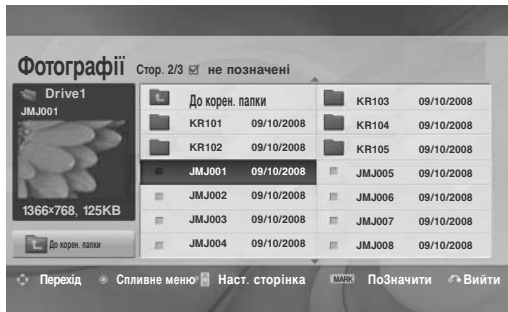 Фотографії Стор. 2/3 не позначені
Drive1
JMJ001
1366×768, 125KB
До корен. папки
До корен. папки
KR101 09/10/2008
KR102 09/10/2008
JMJ001 09/10/2008
JMJ002 09/10/2008
JMJ003 09/10/2008
JMJ004 09/10/2008
KR103 09/10/2008
KR104 09/10/2008
KR105 09/10/2008
JMJ005 09/10/2008
JMJ006 09/10/2008
JMJ007 09/10/2008
JMJ008 09/10/2008
Перехід Спливне меню Наст. сторінка MARK ПоЗначити Вийти